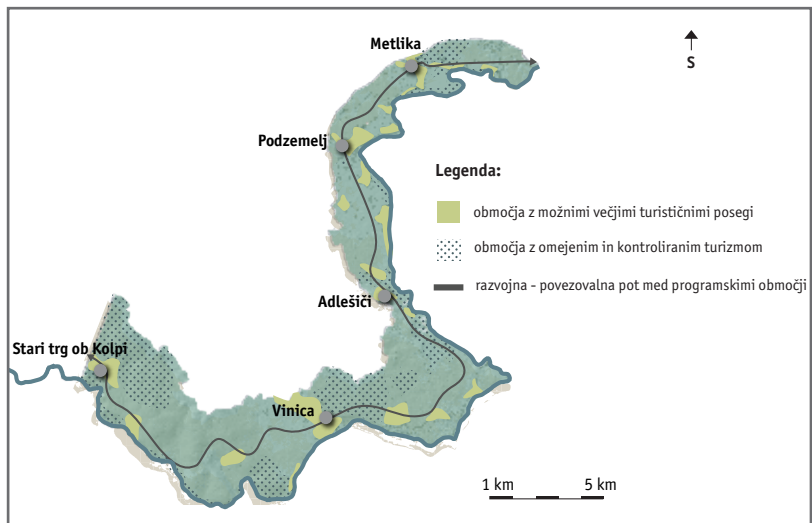 Metlika
S
Podzemelj
Legenda:
območja z možnimi večjimi turističnimi posegi
območja z omejenim in kontroliranim turizmom
razvojna - povezovalna pot med programskimi območji
Adlešiči
Stari trg ob Kolpi
Vinica
1 km 5 km